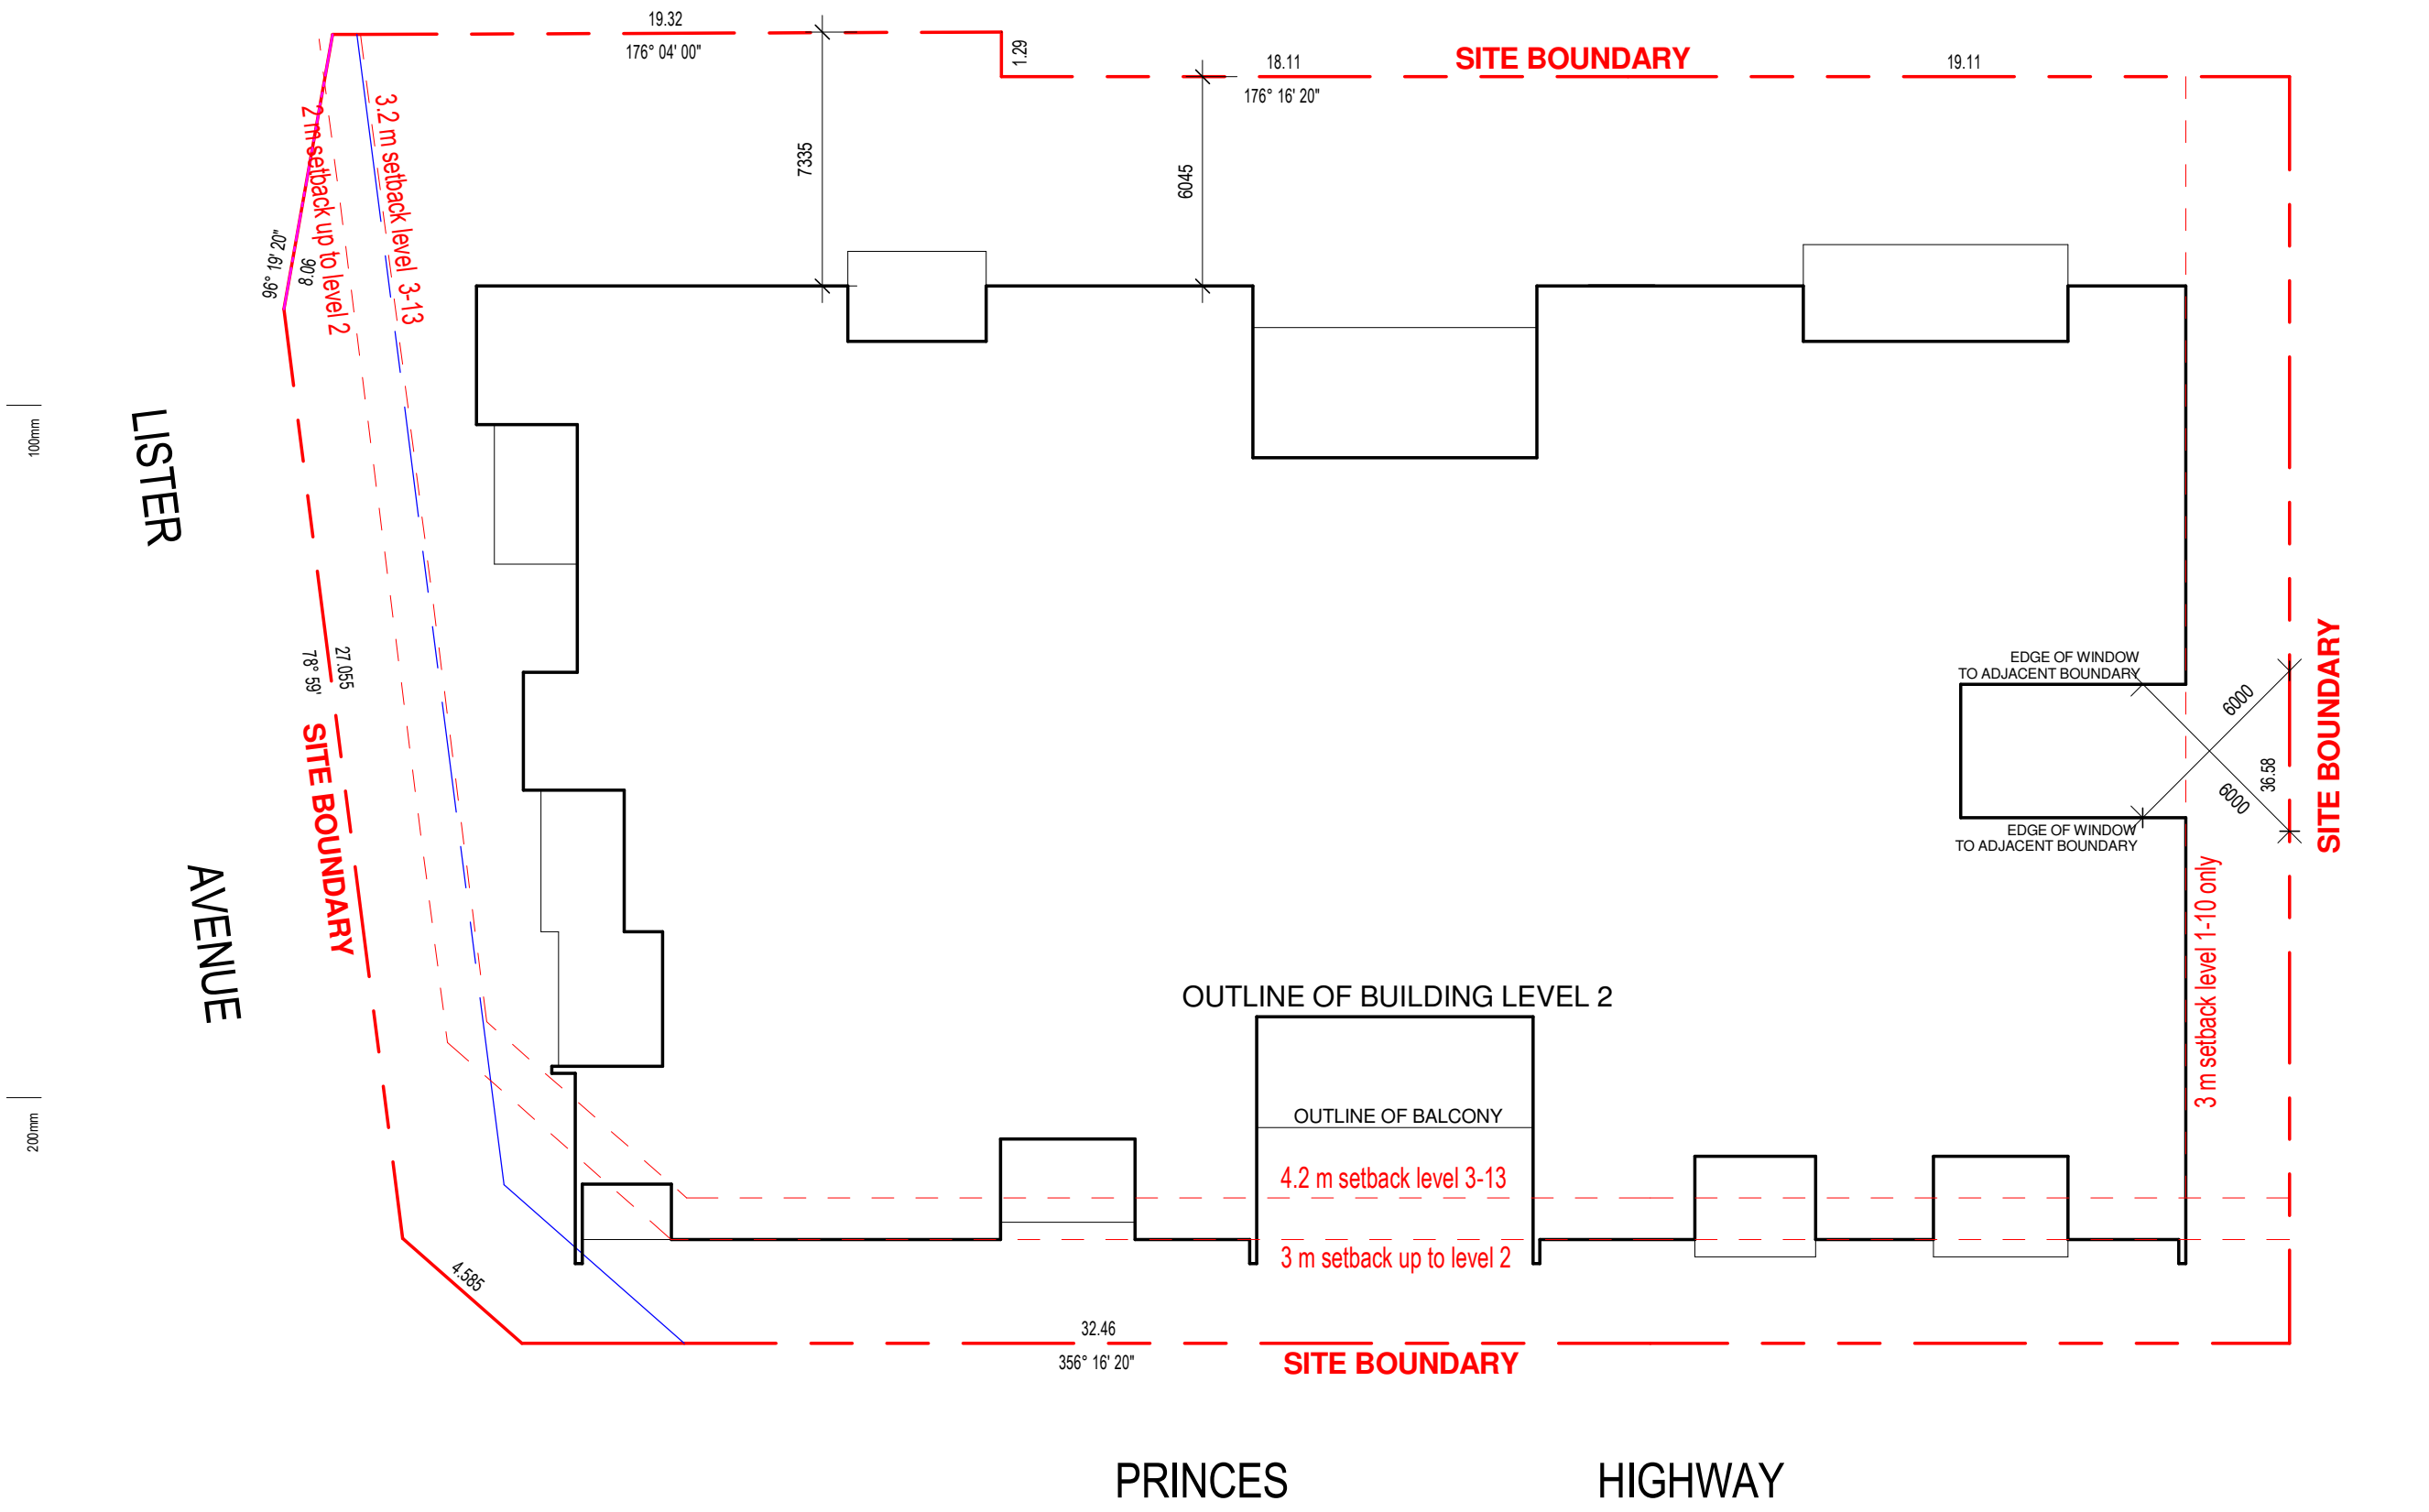 19.32
176° 04' 00"
1.29
SITE BOUNDARY
18.11
176° 16' 20"
19.11
7335
6045
2 m setback up to level 2
3.2 m setback level 3-13
96° 19' 20"
8.06
100mm
LISTER
AVENUE
27.055
78° 59'
SITE BOUNDARY
EDGE OF WINDOW
TO ADJACENT BOUNDARY
6000
36.58
6000
SITE BOUNDARY
EDGE OF WINDOW
TO ADJACENT BOUNDARY
3 m setback level 1-10 only
OUTLINE OF BUILDING LEVEL 2
OUTLINE OF BALCONY
4.2 m setback level 3-13
3 m setback up to level 2
200mm
4.585
32.46
356° 16' 20"
SITE BOUNDARY
PRINCES HIGHWAY